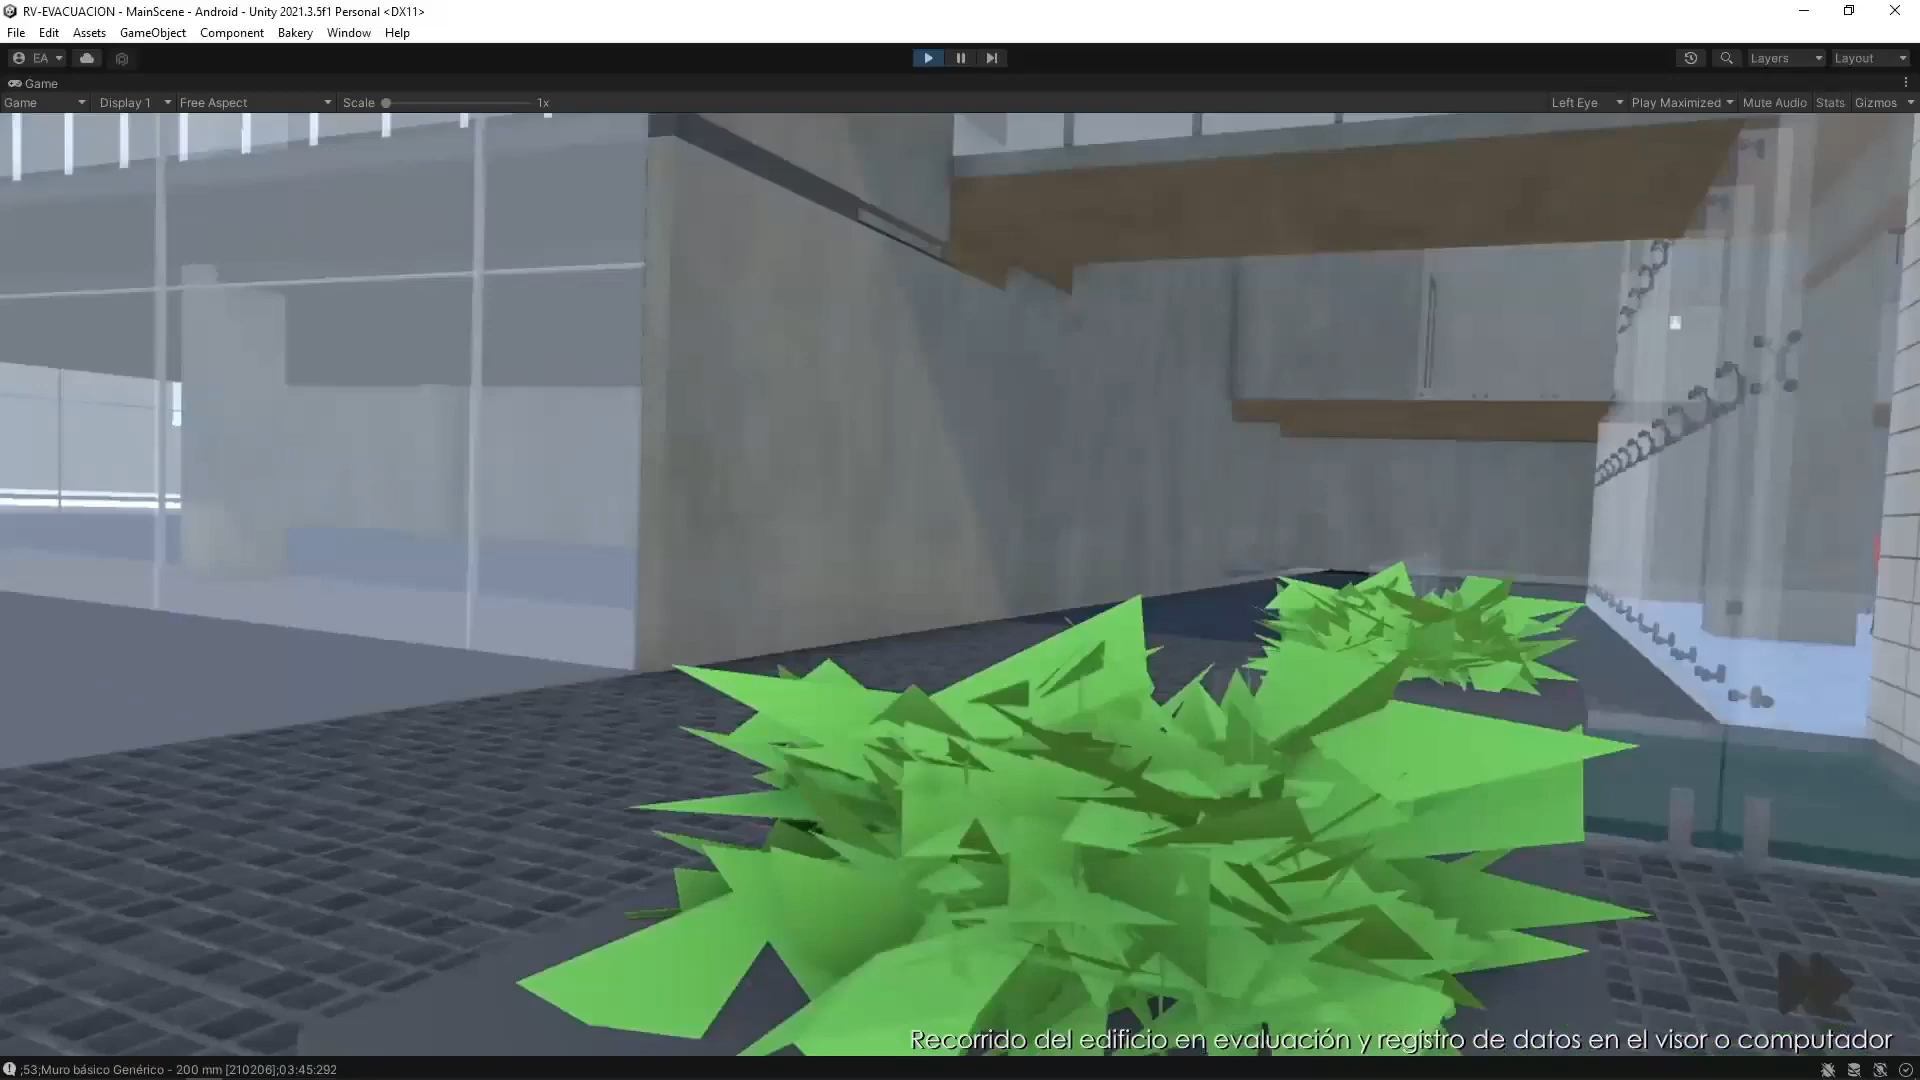 RV-EVACUACION - MainScene - Android - Unity 2021.3.5f1 Personal <DX11>
File Edit Assets GameObject Component Bakery Window Help
EA Layers Layout
Game
Game Display 1 Free Aspect Scale 1x Left Eye Play Maximized Mute Audio Stats Gizmos
Recorrido del edificio en evaluación y registro de datos en el visor o computador
;53;Muro básico Genérico - 200 mm [210206];03:45:292